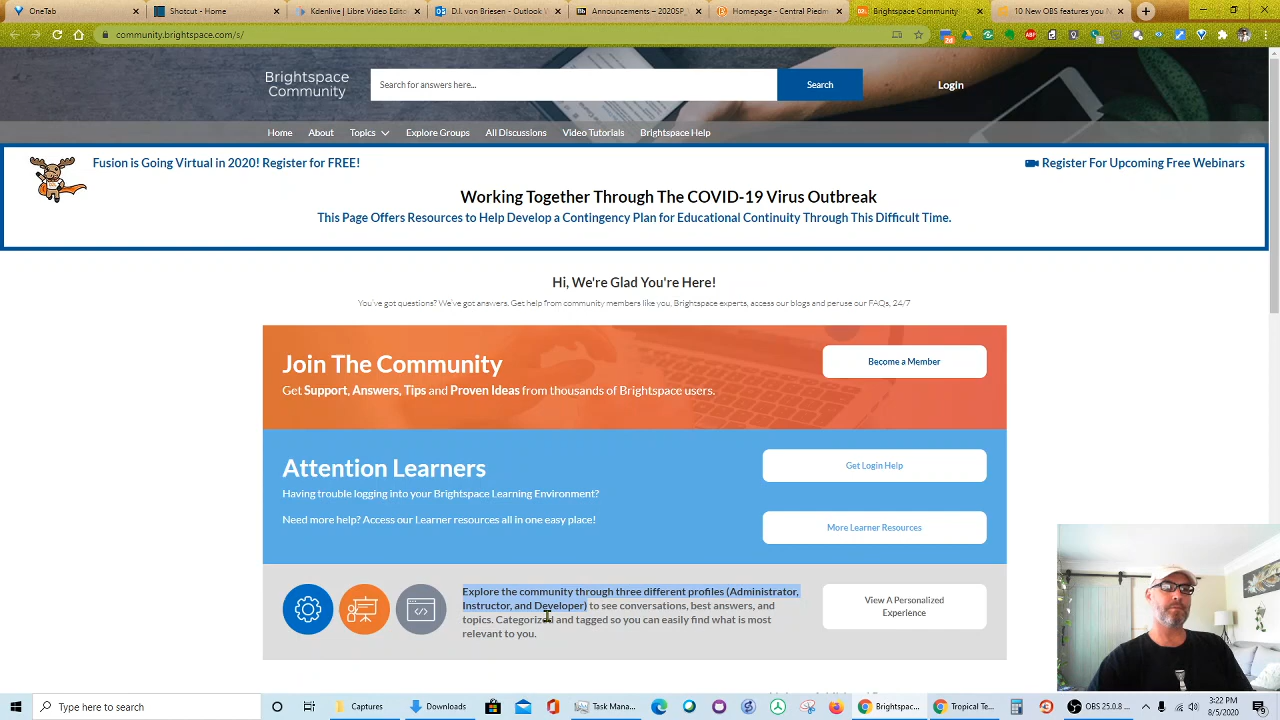 OneTab
Shotcut - Home
Kdenlive | Libre Video Edito
D.I. von Briesen - Outlook
Announcements – 2020SP
Homepage - Central Piedm
Brightspace Community
10 New OBS features you N
community.brightspace.com/s/
Brightspace
Community
Search for answers here...
Search
Login
Home
About
Topics
Explore Groups
All Discussions
Video Tutorials
Brightspace Help
Fusion is Going Virtual in 2020! Register for FREE!
Register For Upcoming Free Webinars
Working Together Through The COVID-19 Virus Outbreak
This Page Offers Resources to Help Develop a Contingency Plan for Educational Continuity Through This Difficult Time.
Hi, We're Glad You're Here!
You've got questions? We've got answers. Get help from community members like you, Brightspace experts, access our blogs and peruse our FAQs, 24/7
Join The Community
Get Support, Answers, Tips and Proven Ideas from thousands of Brightspace users.
Become a Member
Attention Learners
Having trouble logging into your Brightspace Learning Environment?
Need more help? Access our Learner resources all in one easy place!
Get Login Help
More Learner Resources
Explore the community through three different profiles (Administrator,
Instructor, and Developer) to see conversations, best answers, and
topics. Categorized and tagged so you can easily find what is most
relevant to you.
View A Personalized
Experience
Type here to search
Captures
Downloads
Task Man...
Brightspac...
Tropical Te...
OBS 25.0.8 ...
3:22 PM
8/5/2020